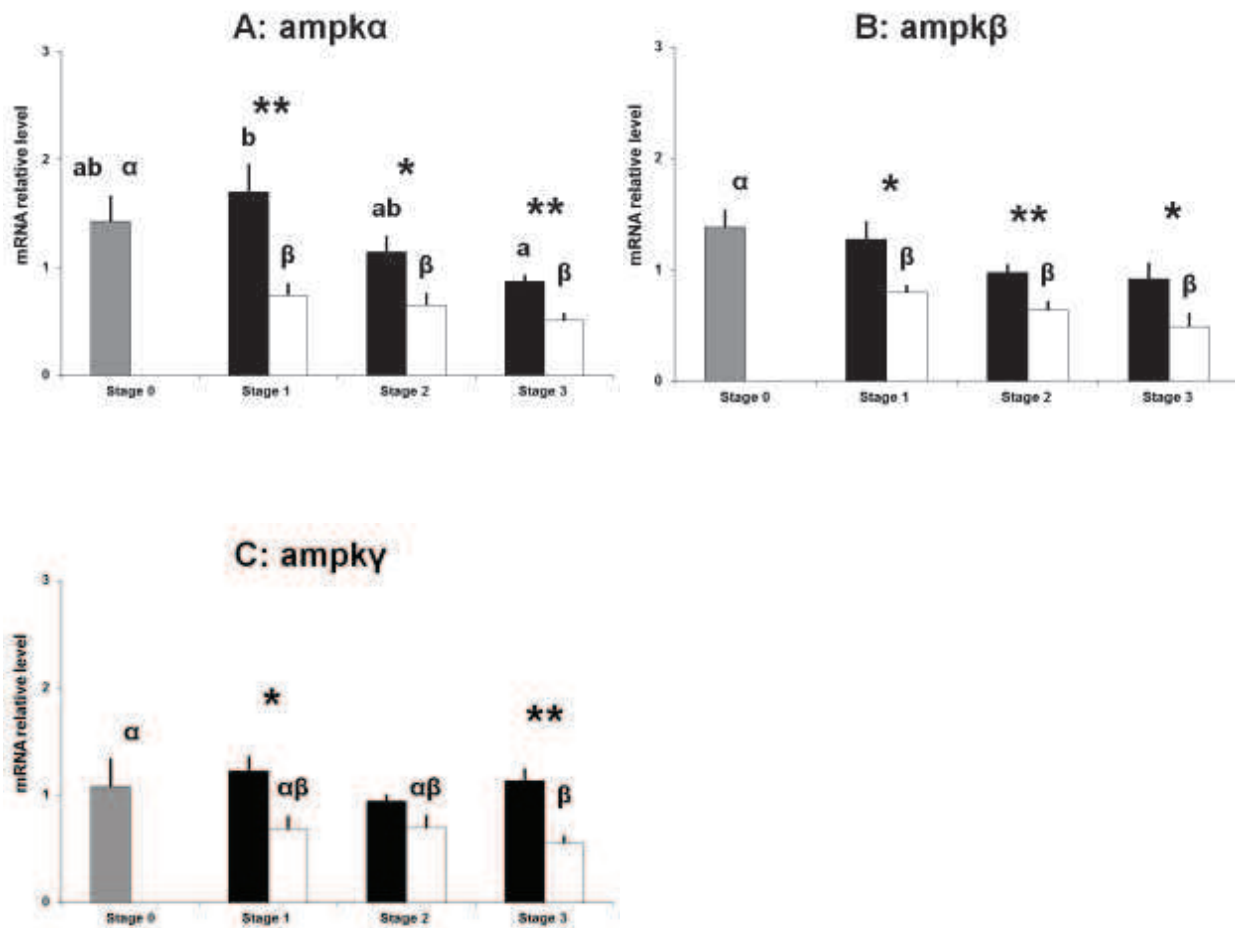 A: ampkα
mRNA relative level
3
2
1
0
ab α
b
**
β
ab
*
β
a
**
β
Stage 0 Stage 1 Stage 2 Stage 3
B: ampkβ
mRNA relative level
3
2
1
0
α
*
β
**
β
*
β
Stage 0 Stage 1 Stage 2 Stage 3
C: ampkγ
mRNA relative level
3
2
1
0
α
*
αβ
αβ
**
β
Stage 0 Stage 1 Stage 2 Stage 3